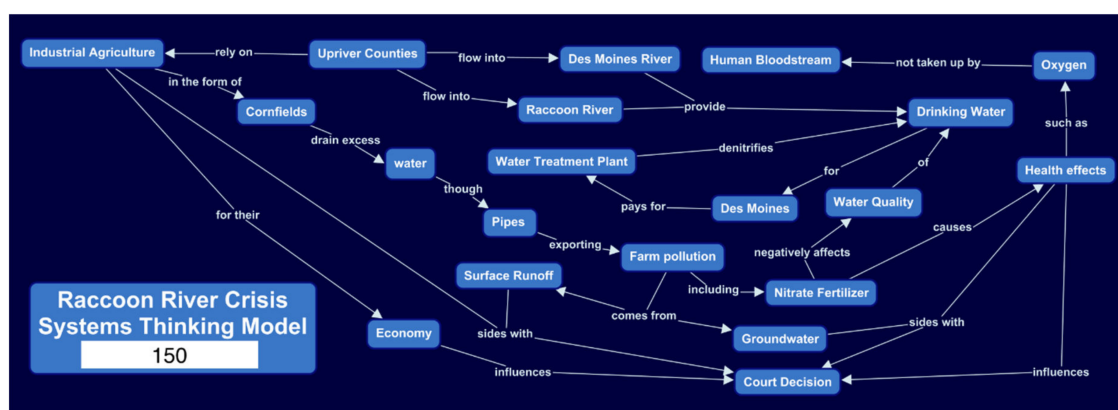 Industrial Agriculture
rely on
Upriver Counties
flow into
Des Moines River
Human Bloodstream
not taken up by
Oxygen
in the form of
flow into
Cornfields
Raccoon River
provide
Drinking Water
such as
drain excess
water
Water Treatment Plant
denitrifies
of
for
Health effects
though
pays for
Des Moines
Water Quality
for their
Pipes
exporting
causes
negatively affects
Farm pollution
Surface Runoff
including
Nitrate Fertilizer
comes from
Raccoon River Crisis
Systems Thinking Model
150
Economy
sides with
Groundwater
sides with
influences
Court Decision
influences